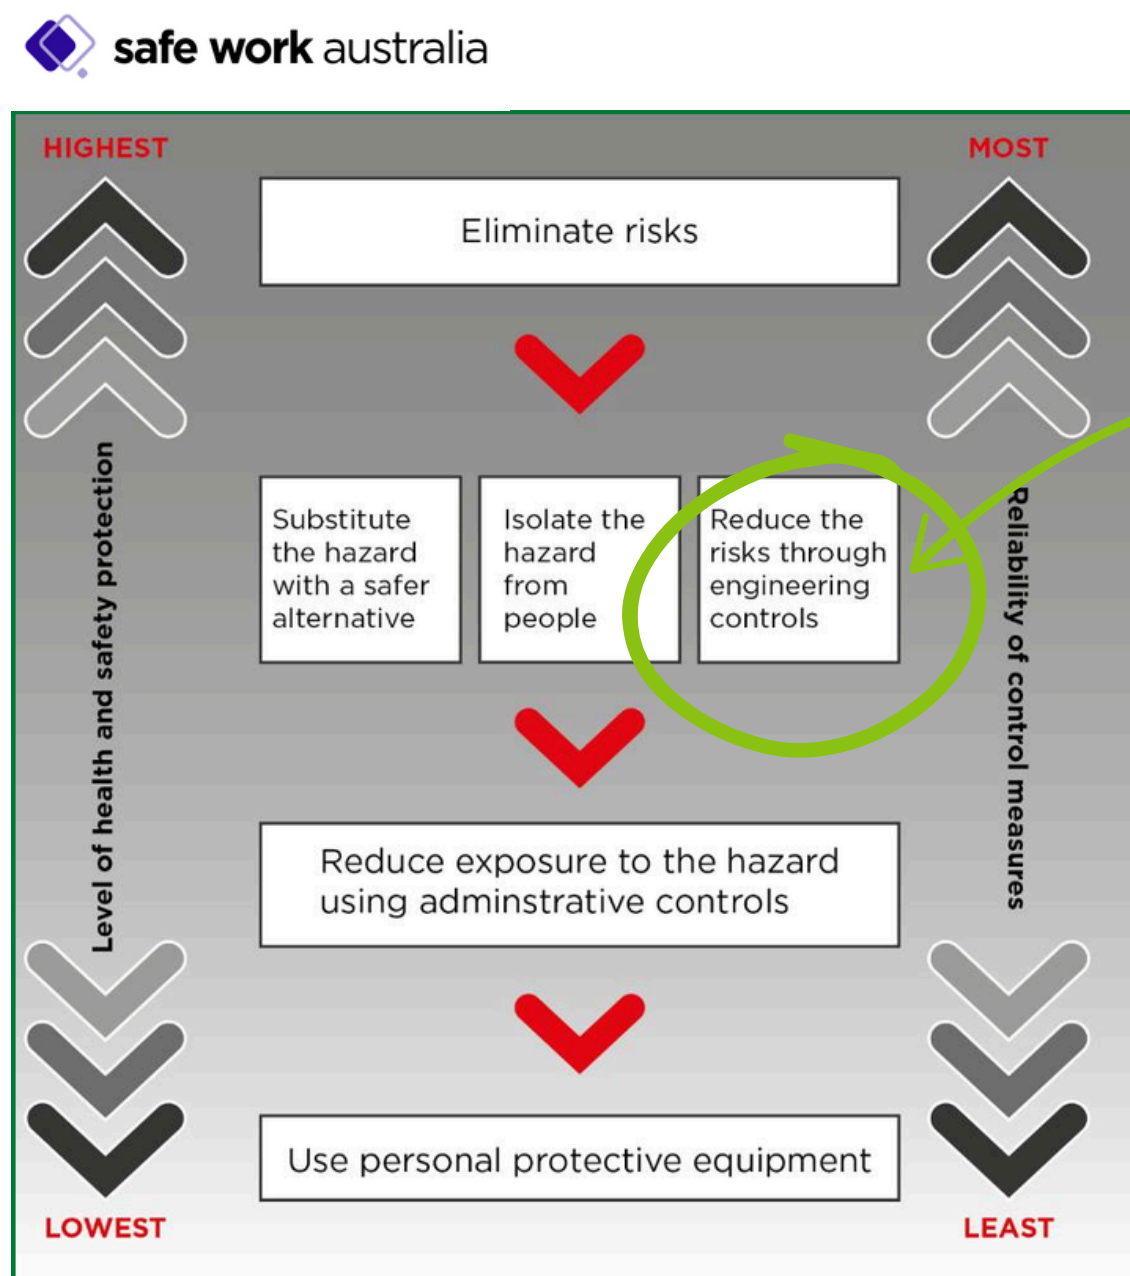 safe work australia
HIGHEST
MOST
Eliminate risks
Substitute
the hazard
with a safer
alternative
Isolate the
hazard
from
people
Reduce the
risks through
engineering
controls
Level of health and safety protection
Reliability of control measures
Reduce exposure to the hazard
using adminstrative controls
Use personal protective equipment
LOWEST
LEAST